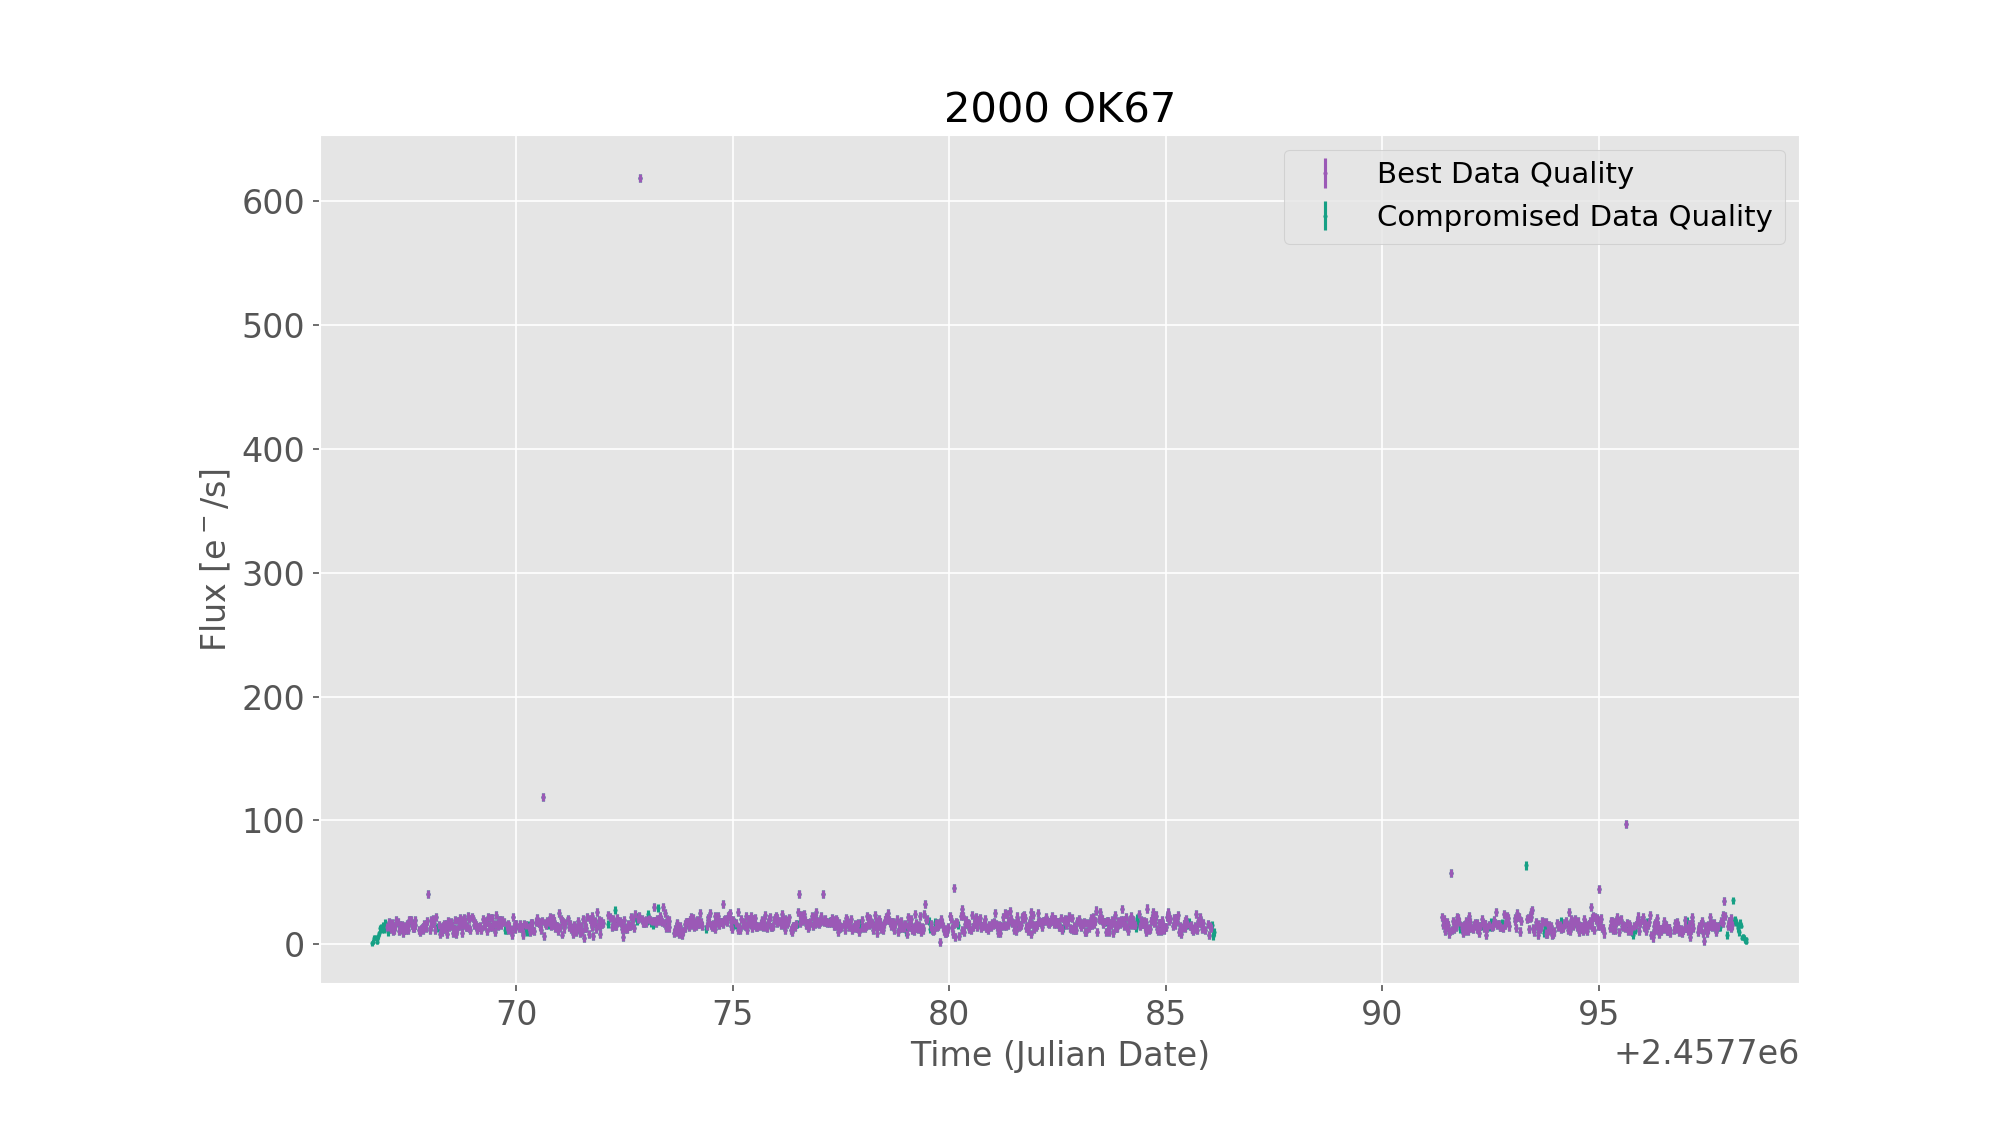 2000 OK67
Best Data Quality
Compromised Data Quality
600
500
400
300
200
100
0
Flux [e⁻/s]
70 75 80 85 90 95
Time (Julian Date)
+2.4577e6